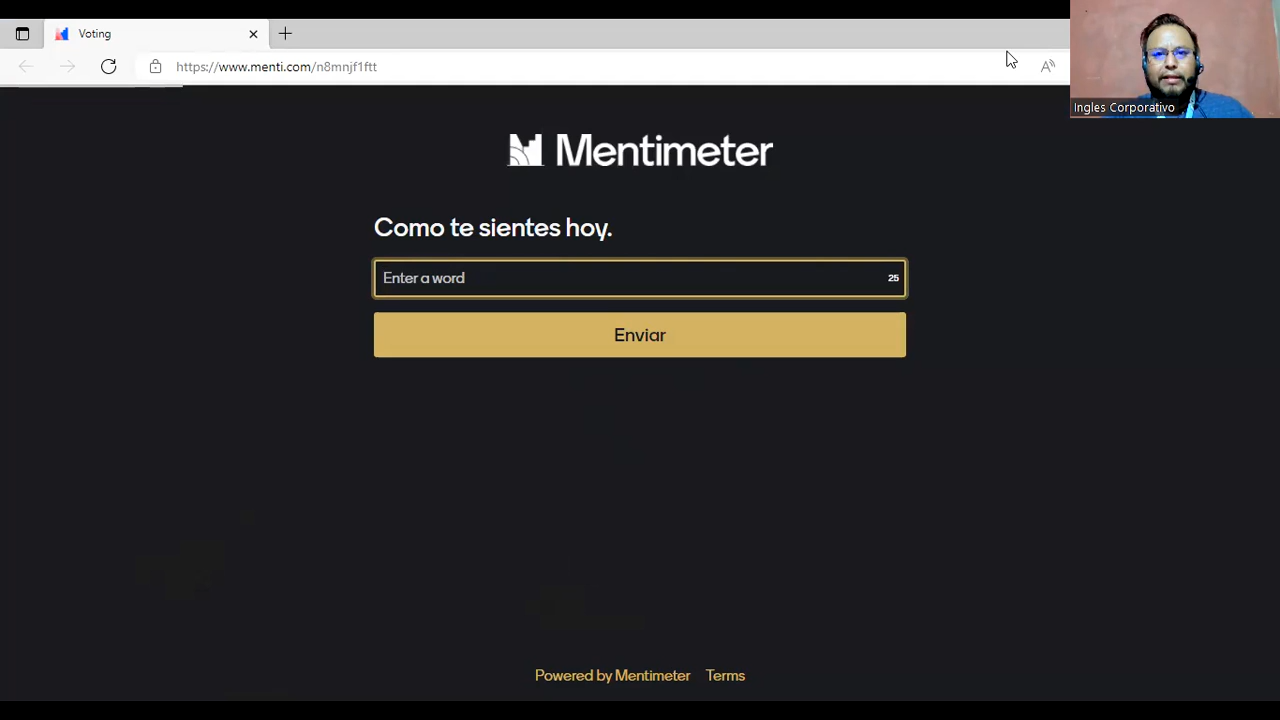 Voting
https://www.menti.com/n8mnjf1ftt
A
Ingles Corporativo
Mentimeter
Como te sientes hoy.
Enter a word
25
Enviar
Powered by Mentimeter Terms